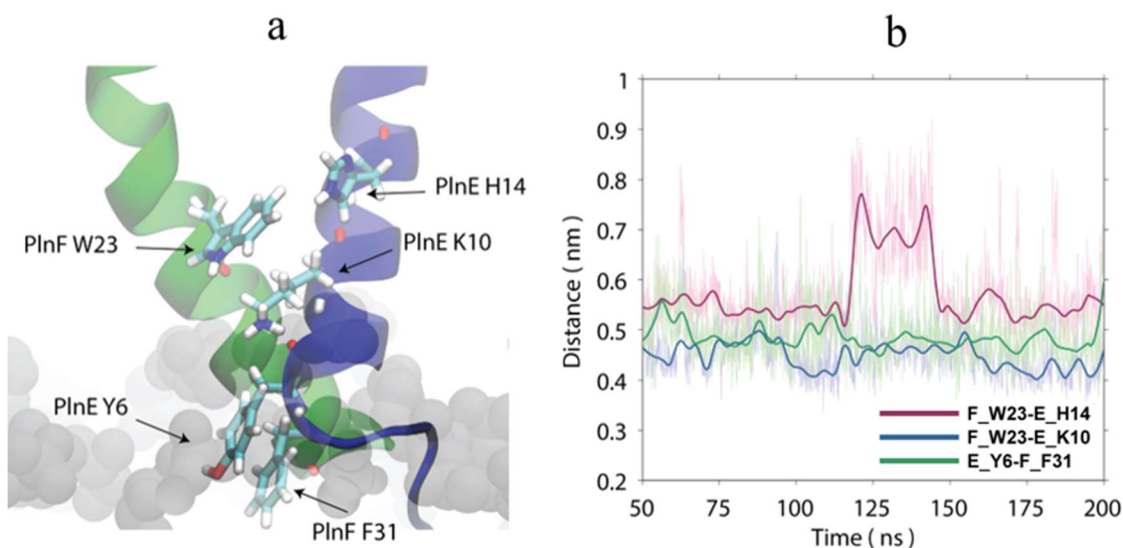 a
PlnE H14
PlnF W23
PlnE K10
PlnE Y6
PlnF F31
b
Distance ( nm )
1
0.9
0.8
0.7
0.6
0.5
0.4
0.3
0.2
F_W23-E_H14
F_W23-E_K10
E_Y6-F_F31
50 75 100 125 150 175 200
Time ( ns )